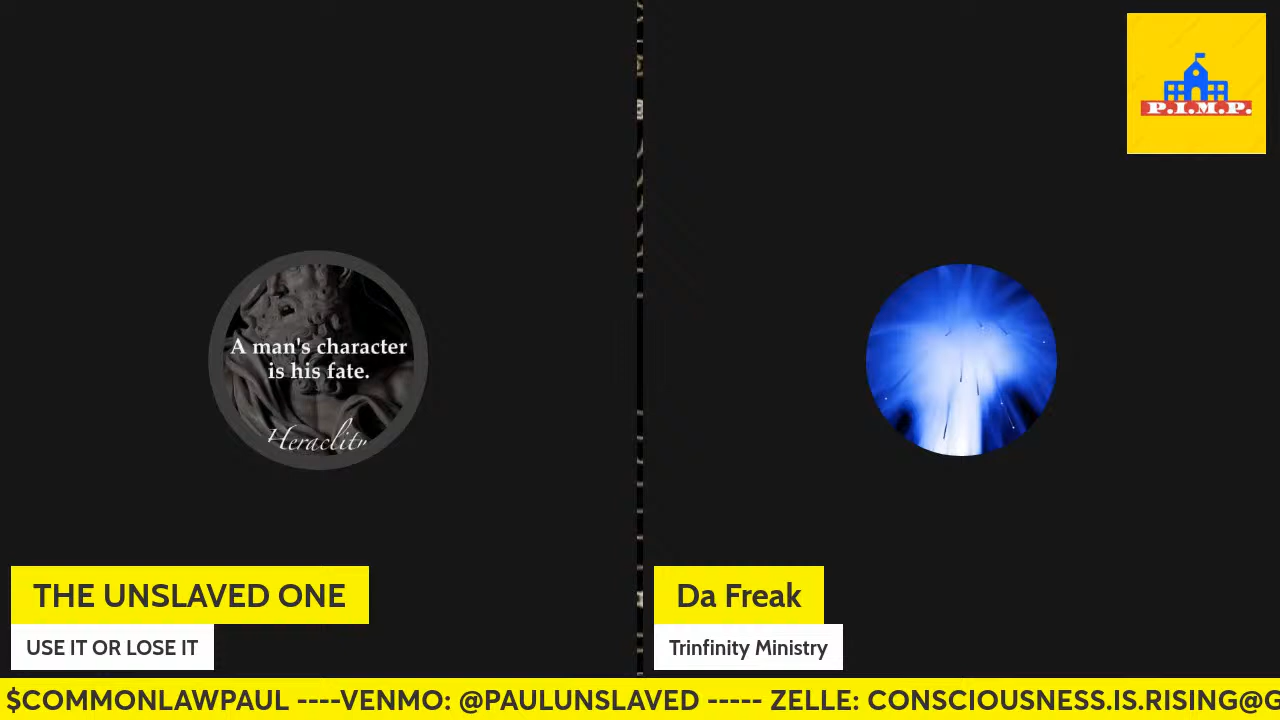 P.I.M.P.
A man's character
is his fate.
THE UNSLAVED ONE
USE IT OR LOSE IT
Da Freak
Trinfinity Ministry
$COMMONLAWPAUL ----VENMO: @PAULUNSLAVED ----- ZELLE: CONSCIOUSNESS.IS.RISING@G